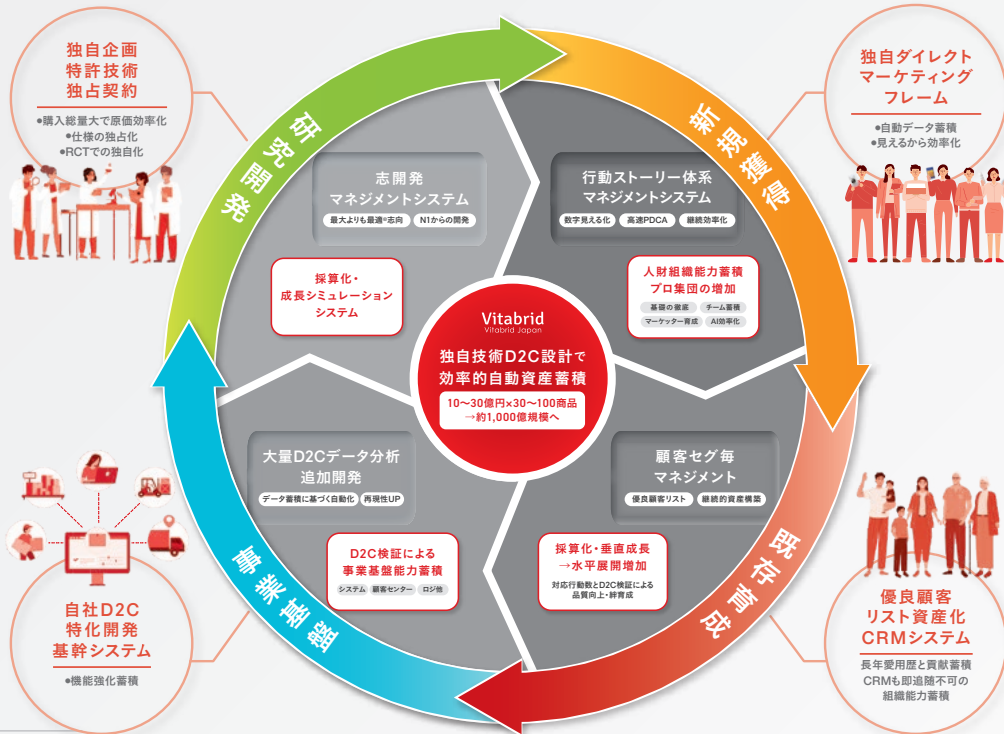 独自企画
特許技術
独占契約
●購入総量大で原価効率化
●仕様の独占化
●RCTでの独自化
研究開発
志開発
マネジメントシステム
最大よりも最適=志向
N1からの開発
採算化・
成長シミュレーション
システム
新規獲得
行動ストーリー体系
マネジメントシステム
数字見える化
高速PDCA
継続効率化
人財組織能力蓄積
プロ集団の増加
基礎の徹底
チーム蓄積
マーケッター育成
AI効率化
独自ダイレクト
マーケティング
フレーム
●自動データ蓄積
●見えるから効率化
Vitabrid
Vitabrid Japan
独自技術D2C設計で
効率的自動資産蓄積
10〜30億円×30〜100商品
→約1,000億規模へ
大量D2Cデータ分析
追加開発
データ蓄積に基づく自動化
再現性UP
D2C検証による
事業基盤能力蓄積
システム
顧客センター
ロジ他
事業基盤
自社D2C
特化開発
基幹システム
●機能強化蓄積
顧客セグ毎
マネジメント
優良顧客リスト
継続的資産構築
採算化・垂直成長
→水平展開増加
対応行動数とD2C検証による
品質向上・絆育成
既存育成
優良顧客
リスト資産化
CRMシステム
長年愛用歴と貢献蓄積
CRMも即追随不可の
組織能力蓄積